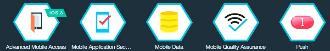 Advanced Mobile Access
Mobile Application Sec...
Mobile Data
Mobile Quality Assurance
Push